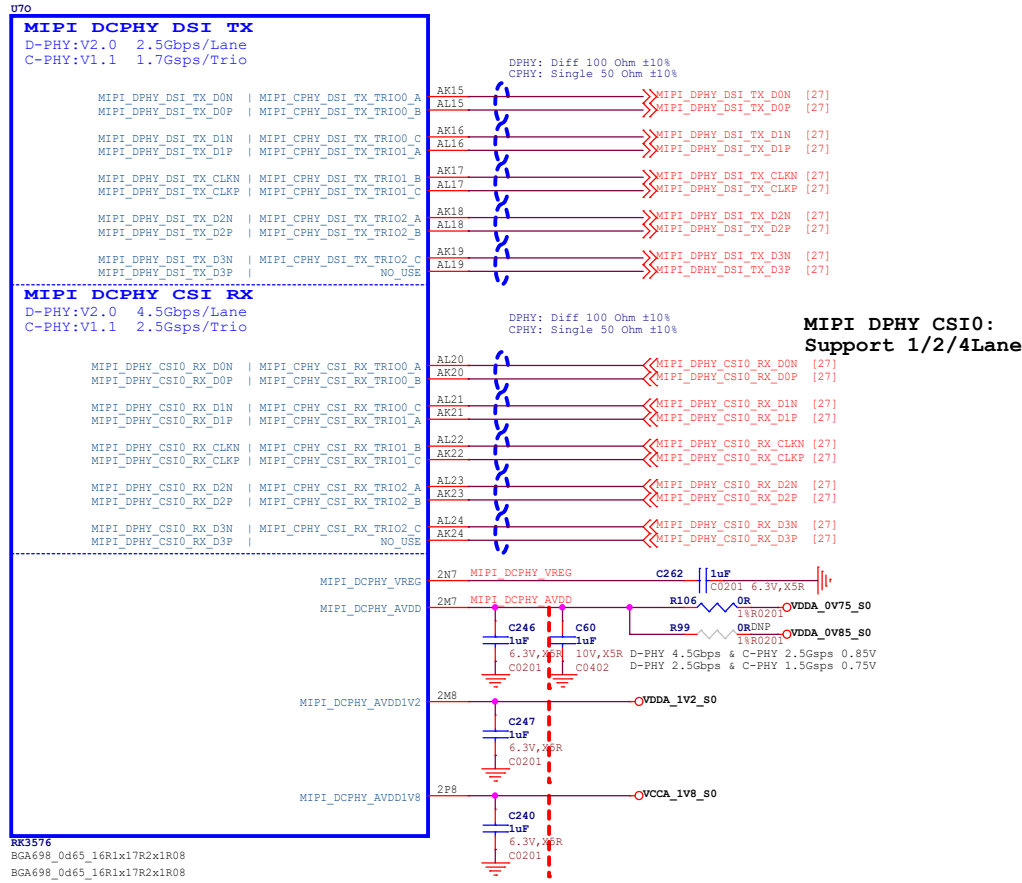 U7O
MIPI DCPHY DSI TX
D-PHY:V2.0 2.5Gbps/Lane
C-PHY:V1.1 1.7Gsps/Trio
DPHY: Diff 100 Ohm ±10%
CPHY: Single 50 Ohm ±10%
MIPI_DPHY_DSI_TX_D0N | MIPI_CPHY_DSI_TX_TRIO0_A AK15 MIPI_DPHY_DSI_TX_D0N [27]
MIPI_DPHY_DSI_TX_D0P | MIPI_CPHY_DSI_TX_TRIO0_B AL15 MIPI_DPHY_DSI_TX_D0P [27]
MIPI_DPHY_DSI_TX_D1N | MIPI_CPHY_DSI_TX_TRIO0_C AK16 MIPI_DPHY_DSI_TX_D1N [27]
MIPI_DPHY_DSI_TX_D1P | MIPI_CPHY_DSI_TX_TRIO1_A AL16 MIPI_DPHY_DSI_TX_D1P [27]
MIPI_DPHY_DSI_TX_CLKN | MIPI_CPHY_DSI_TX_TRIO1_B AK17 MIPI_DPHY_DSI_TX_CLKN [27]
MIPI_DPHY_DSI_TX_CLKP | MIPI_CPHY_DSI_TX_TRIO1_C AL17 MIPI_DPHY_DSI_TX_CLKP [27]
MIPI_DPHY_DSI_TX_D2N | MIPI_CPHY_DSI_TX_TRIO2_A AK18 MIPI_DPHY_DSI_TX_D2N [27]
MIPI_DPHY_DSI_TX_D2P | MIPI_CPHY_DSI_TX_TRIO2_B AL18 MIPI_DPHY_DSI_TX_D2P [27]
MIPI_DPHY_DSI_TX_D3N | MIPI_CPHY_DSI_TX_TRIO2_C AK19 MIPI_DPHY_DSI_TX_D3N [27]
MIPI_DPHY_DSI_TX_D3P | NO_USE AL19 MIPI_DPHY_DSI_TX_D3P [27]
MIPI DCPHY CSI RX
D-PHY:V2.0 4.5Gbps/Lane
C-PHY:V1.1 2.5Gsps/Trio
DPHY: Diff 100 Ohm ±10%
CPHY: Single 50 Ohm ±10%
MIPI DPHY CSI0:
Support 1/2/4Lane
MIPI_DPHY_CSI0_RX_D0N | MIPI_CPHY_CSI_RX_TRIO0_A AL20 MIPI_DPHY_CSI0_RX_D0N [27]
MIPI_DPHY_CSI0_RX_D0P | MIPI_CPHY_CSI_RX_TRIO0_B AK20 MIPI_DPHY_CSI0_RX_D0P [27]
MIPI_DPHY_CSI0_RX_D1N | MIPI_CPHY_CSI_RX_TRIO0_C AL21 MIPI_DPHY_CSI0_RX_D1N [27]
MIPI_DPHY_CSI0_RX_D1P | MIPI_CPHY_CSI_RX_TRIO1_A AK21 MIPI_DPHY_CSI0_RX_D1P [27]
MIPI_DPHY_CSI0_RX_CLKN | MIPI_CPHY_CSI_RX_TRIO1_B AL22 MIPI_DPHY_CSI0_RX_CLKN [27]
MIPI_DPHY_CSI0_RX_CLKP | MIPI_CPHY_CSI_RX_TRIO1_C AK22 MIPI_DPHY_CSI0_RX_CLKP [27]
MIPI_DPHY_CSI0_RX_D2N | MIPI_CPHY_CSI_RX_TRIO2_A AL23 MIPI_DPHY_CSI0_RX_D2N [27]
MIPI_DPHY_CSI0_RX_D2P | MIPI_CPHY_CSI_RX_TRIO2_B AK23 MIPI_DPHY_CSI0_RX_D2P [27]
MIPI_DPHY_CSI0_RX_D3N | MIPI_CPHY_CSI_RX_TRIO2_C AL24 MIPI_DPHY_CSI0_RX_D3N [27]
MIPI_DPHY_CSI0_RX_D3P | NO_USE AK24 MIPI_DPHY_CSI0_RX_D3P [27]
MIPI_DCPHY_VREG 2N7 MIPI_DCPHY_VREG C262 1uF
C0201 6.3V,X5R
MIPI_DCPHY_AVDD 2M7 MIPI_DCPHY_AVDD R106 0R VDDA_0V75_S0
1%R0201
C246 C60 R99 0R DNP VDDA_0V85_S0
1uF 1uF 1%R0201
6.3V,X5R 10V,X5R D-PHY 4.5Gbps & C-PHY 2.5Gsps 0.85V
C0201 C0402 D-PHY 2.5Gbps & C-PHY 1.5Gsps 0.75V
MIPI_DCPHY_AVDD1V2 2M8 VDDA_1V2_S0
C247
1uF
6.3V,X5R
C0201
MIPI_DCPHY_AVDD1V8 2P8 VCCA_1V8_S0
C240
1uF
6.3V,X5R
C0201
RK3576
BGA698_0d65_16R1x17R2x1R08
BGA698_0d65_16R1x17R2x1R08